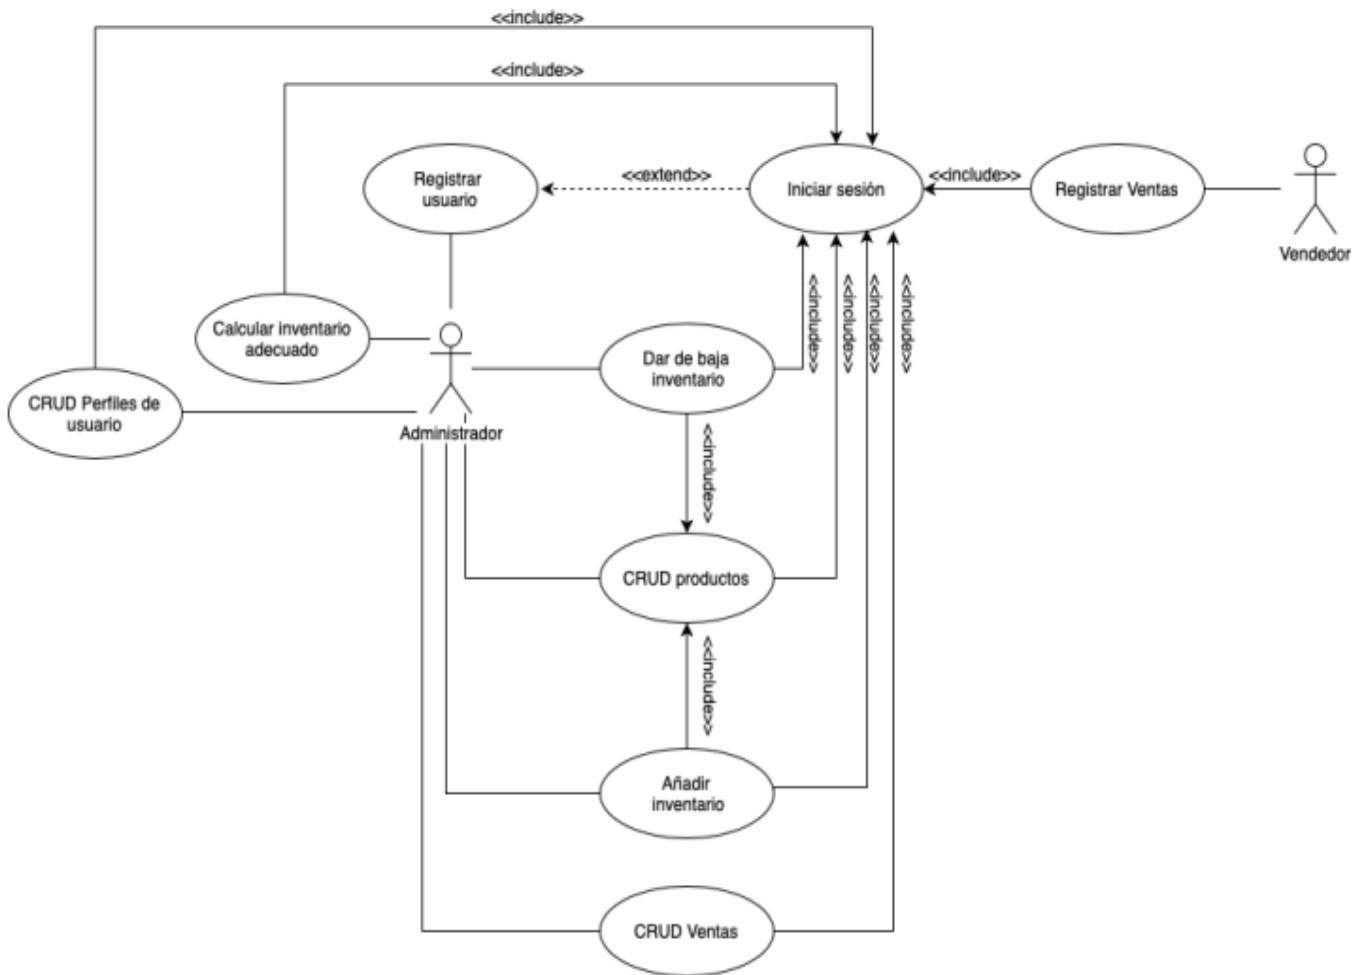 <<include>>
<<include>>
Registrar
usuario
<<extend>>
Iniciar sesión
<<include>>
Registrar Ventas
Vendedor
<<include>>
<<include>>
<<include>>
<<include>>
Calcular inventario
adecuado
Dar de baja
inventario
CRUD Perfiles de
usuario
Administrador
<<include>>
CRUD productos
<<include>>
Añadir
inventario
CRUD Ventas